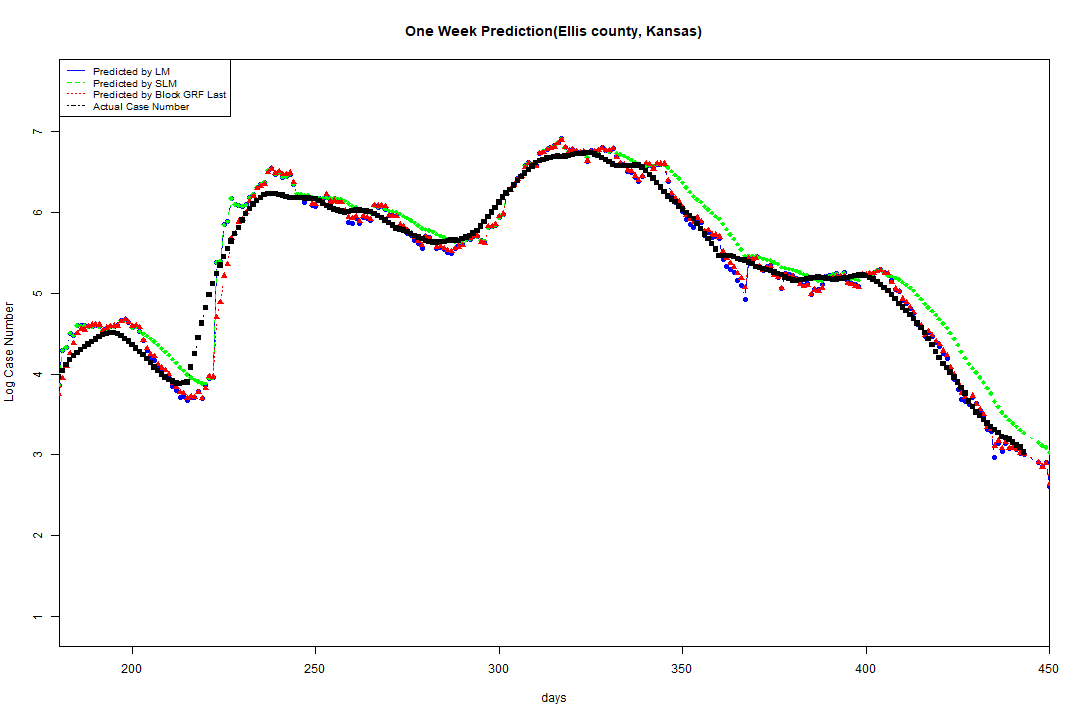 One Week Prediction(Ellis county, Kansas)
Predicted by LM
Predicted by SLM
Predicted by Block GRF Last
Actual Case Number
7
6
5
4
3
2
1
Log Case Number
200 250 300 350 400 450
days